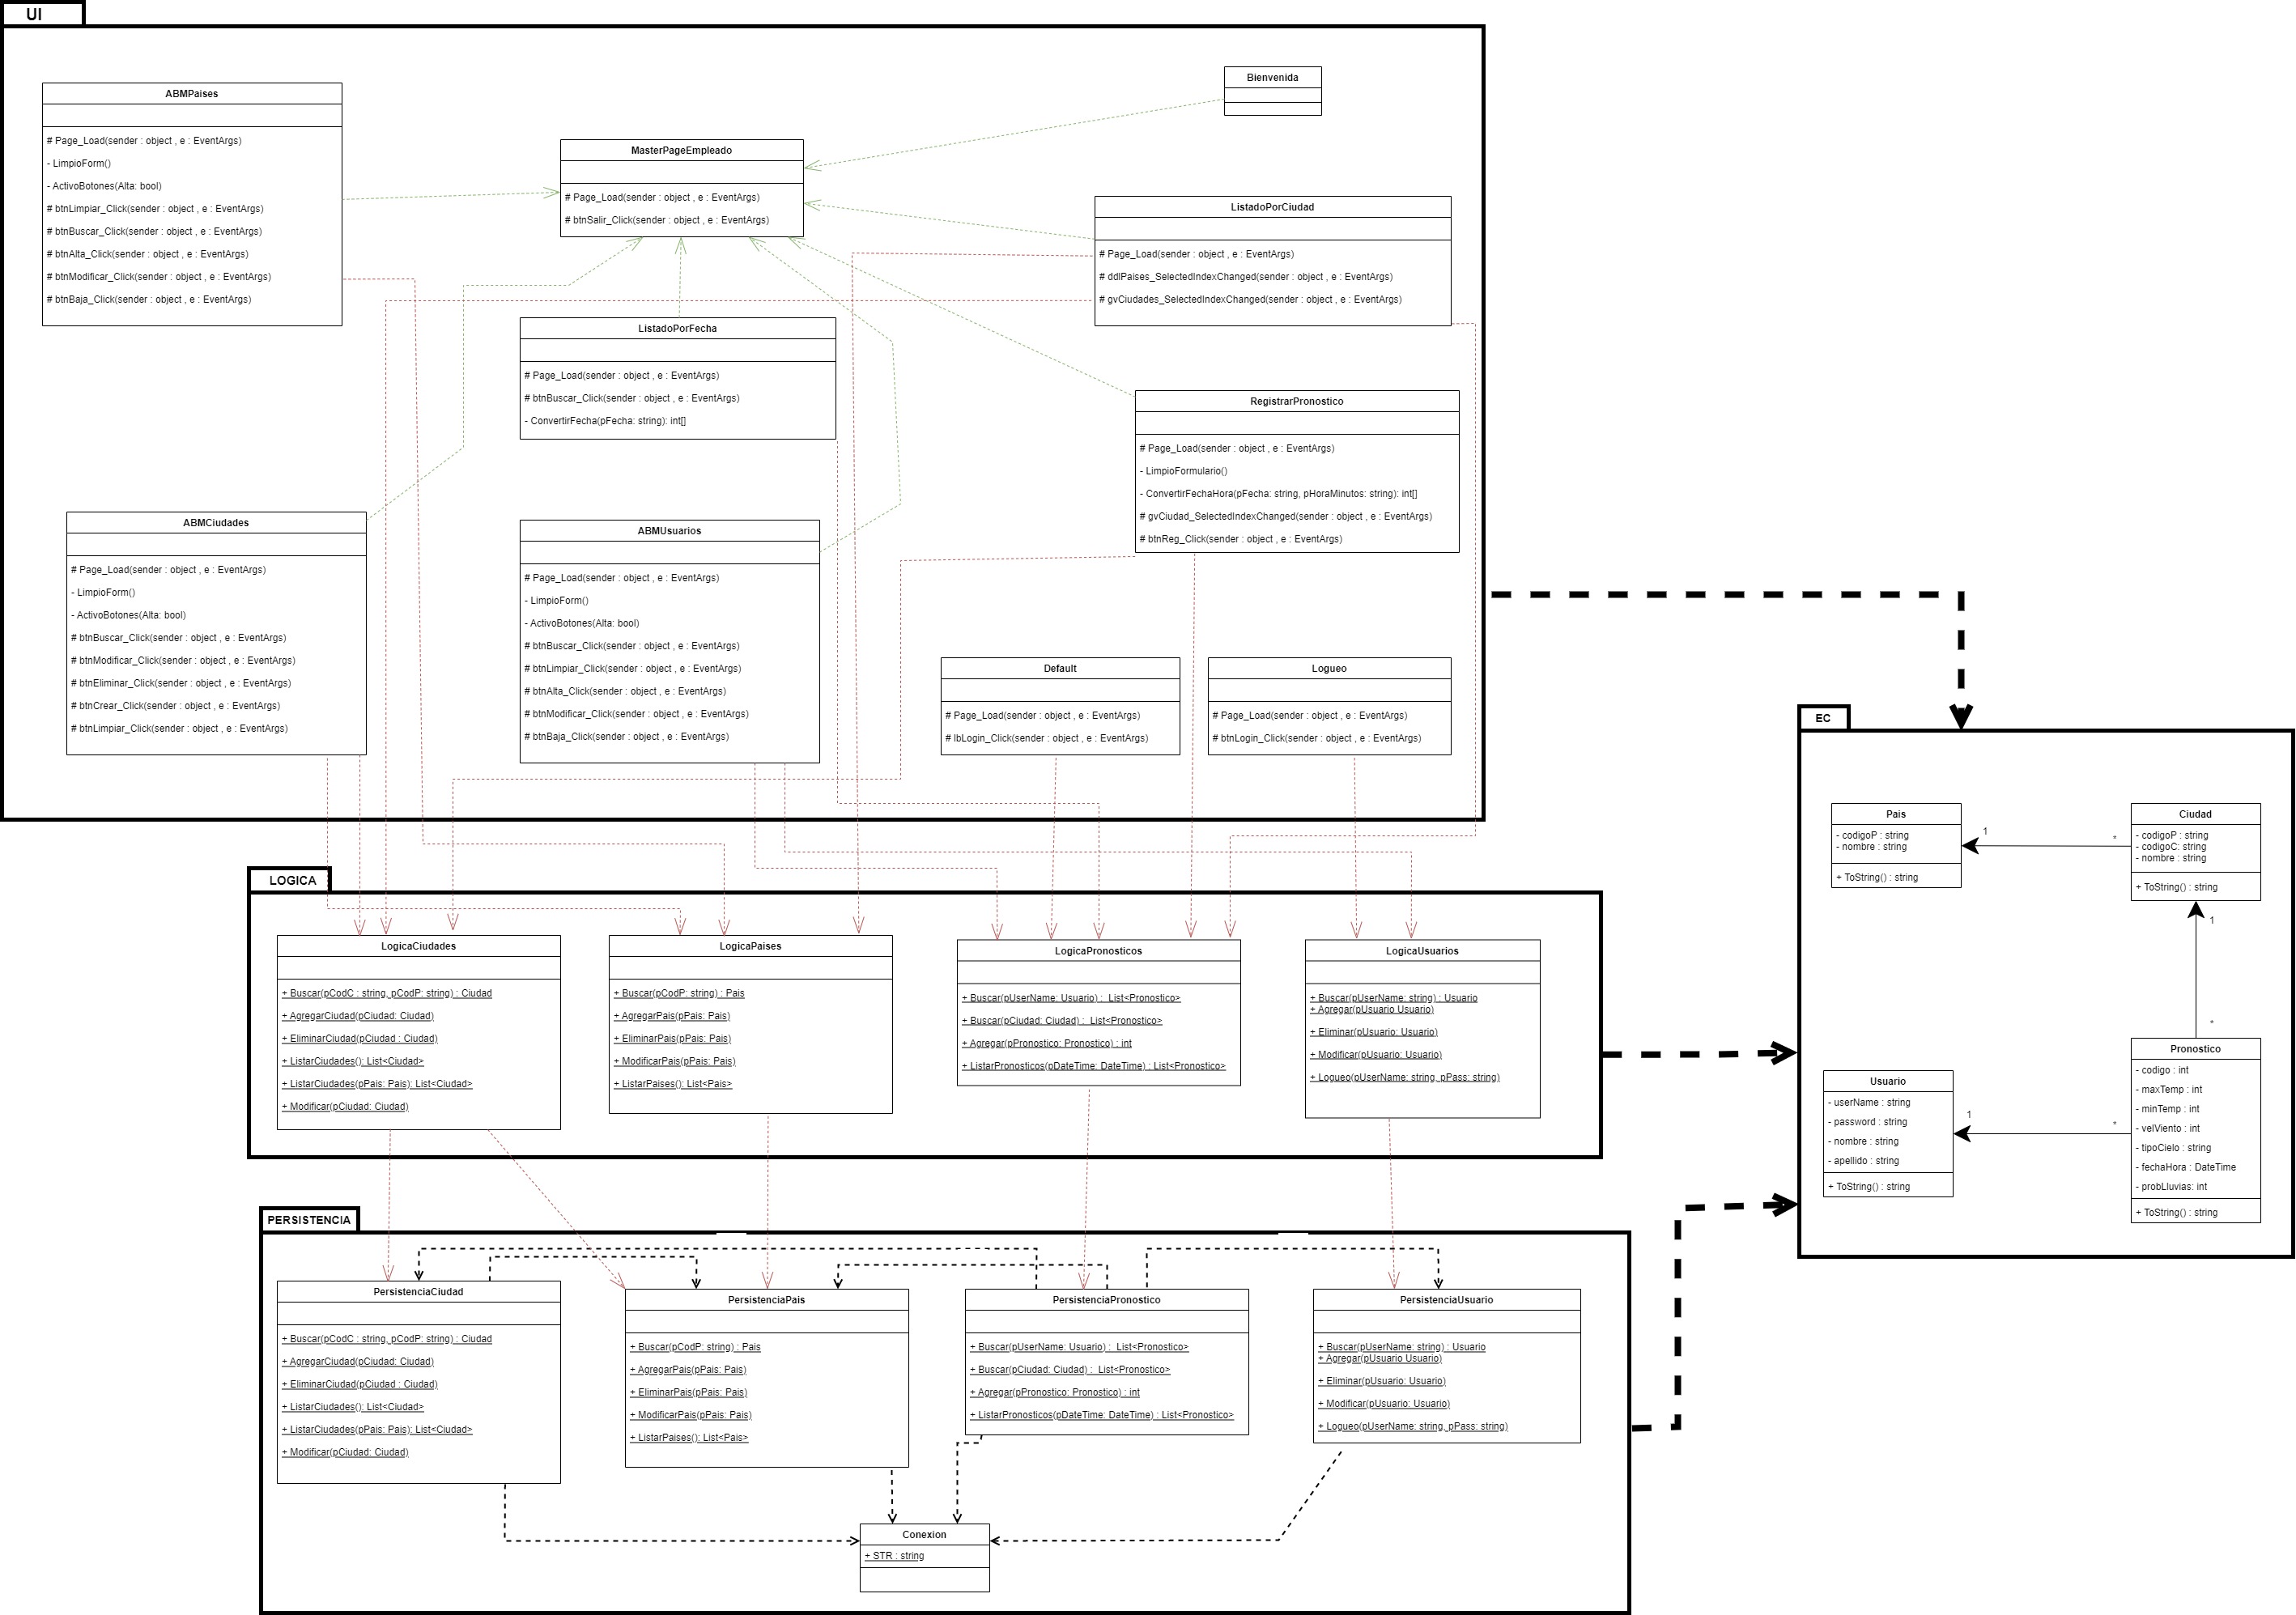 UI
ABMPaises
# Page_Load(sender : object , e : EventArgs)
- LimpioForm()
- ActivoBotones(Alta: bool)
# btnLimpiar_Click(sender : object , e : EventArgs)
# btnBuscar_Click(sender : object , e : EventArgs)
# btnAlta_Click(sender : object , e : EventArgs)
# btnModificar_Click(sender : object , e : EventArgs)
# btnBaja_Click(sender : object , e : EventArgs)
MasterPageEmpleado
# Page_Load(sender : object , e : EventArgs)
# btnSalir_Click(sender : object , e : EventArgs)
Bienvenida
ListadoPorCiudad
# Page_Load(sender : object , e : EventArgs)
# ddlPaises_SelectedIndexChanged(sender : object , e : EventArgs)
# gvCiudades_SelectedIndexChanged(sender : object , e : EventArgs)
ListadoPorFecha
# Page_Load(sender : object , e : EventArgs)
# btnBuscar_Click(sender : object , e : EventArgs)
- ConvertirFecha(pFecha: string): int[]
RegistrarPronostico
# Page_Load(sender : object , e : EventArgs)
- LimpioFormulario()
- ConvertirFechaHora(pFecha: string, pHoraMinutos: string): int[]
# gvCiudad_SelectedIndexChanged(sender : object , e : EventArgs)
# btnReg_Click(sender : object , e : EventArgs)
ABMCiudades
# Page_Load(sender : object , e : EventArgs)
- LimpioForm()
- ActivoBotones(Alta: bool)
# btnBuscar_Click(sender : object , e : EventArgs)
# btnModificar_Click(sender : object , e : EventArgs)
# btnEliminar_Click(sender : object , e : EventArgs)
# btnCrear_Click(sender : object , e : EventArgs)
# btnLimpiar_Click(sender : object , e : EventArgs)
ABMUsuarios
# Page_Load(sender : object , e : EventArgs)
- LimpioForm()
- ActivoBotones(Alta: bool)
# btnBuscar_Click(sender : object , e : EventArgs)
# btnLimpiar_Click(sender : object , e : EventArgs)
# btnAlta_Click(sender : object , e : EventArgs)
# btnModificar_Click(sender : object , e : EventArgs)
# btnBaja_Click(sender : object , e : EventArgs)
Default
# Page_Load(sender : object , e : EventArgs)
# lbLogin_Click(sender : object , e : EventArgs)
Logueo
# Page_Load(sender : object , e : EventArgs)
# btnLogin_Click(sender : object , e : EventArgs)
LOGICA
LogicaCiudades
+ Buscar(pCodC : string, pCodP: string) : Ciudad
+ AgregarCiudad(pCiudad: Ciudad)
+ EliminarCiudad(pCiudad : Ciudad)
+ ListarCiudades(): List<Ciudad>
+ ListarCiudades(pPais: Pais): List<Ciudad>
+ Modificar(pCiudad: Ciudad)
LogicaPaises
+ Buscar(pCodP: string) : Pais
+ AgregarPais(pPais: Pais)
+ EliminarPais(pPais: Pais)
+ ModificarPais(pPais: Pais)
+ ListarPaises(): List<Pais>
LogicaPronosticos
+ Buscar(pUserName: Usuario) : List<Pronostico>
+ Buscar(pCiudad: Ciudad) : List<Pronostico>
+ Agregar(pPronostico: Pronostico) : int
+ ListarPronosticos(pDateTime: DateTime) : List<Pronostico>
LogicaUsuarios
+ Buscar(pUserName: string) : Usuario
+ Agregar(pUsuario Usuario)
+ Eliminar(pUsuario: Usuario)
+ Modificar(pUsuario: Usuario)
+ Logueo(pUserName: string, pPass: string)
PERSISTENCIA
PersistenciaCiudad
+ Buscar(pCodC : string, pCodP: string) : Ciudad
+ AgregarCiudad(pCiudad: Ciudad)
+ EliminarCiudad(pCiudad : Ciudad)
+ ListarCiudades(): List<Ciudad>
+ ListarCiudades(pPais: Pais): List<Ciudad>
+ Modificar(pCiudad: Ciudad)
PersistenciaPais
+ Buscar(pCodP: string) : Pais
+ AgregarPais(pPais: Pais)
+ EliminarPais(pPais: Pais)
+ ModificarPais(pPais: Pais)
+ ListarPaises(): List<Pais>
PersistenciaPronostico
+ Buscar(pUserName: Usuario) : List<Pronostico>
+ Buscar(pCiudad: Ciudad) : List<Pronostico>
+ Agregar(pPronostico: Pronostico) : int
+ ListarPronosticos(pDateTime: DateTime) : List<Pronostico>
PersistenciaUsuario
+ Buscar(pUserName: string) : Usuario
+ Agregar(pUsuario Usuario)
+ Eliminar(pUsuario: Usuario)
+ Modificar(pUsuario: Usuario)
+ Logueo(pUserName: string, pPass: string)
Conexion
+ STR : string
EC
Pais
- codigoP : string
- nombre : string
+ ToString() : string
1
*
Ciudad
- codigoP : string
- codigoC: string
- nombre : string
+ ToString() : string
1
*
Usuario
- userName : string
- password : string
- nombre : string
- apellido : string
+ ToString() : string
1
*
Pronostico
- codigo : int
- maxTemp : int
- minTemp : int
- velViento : int
- tipoCielo : string
- fechaHora : DateTime
- probLluvias: int
+ ToString() : string